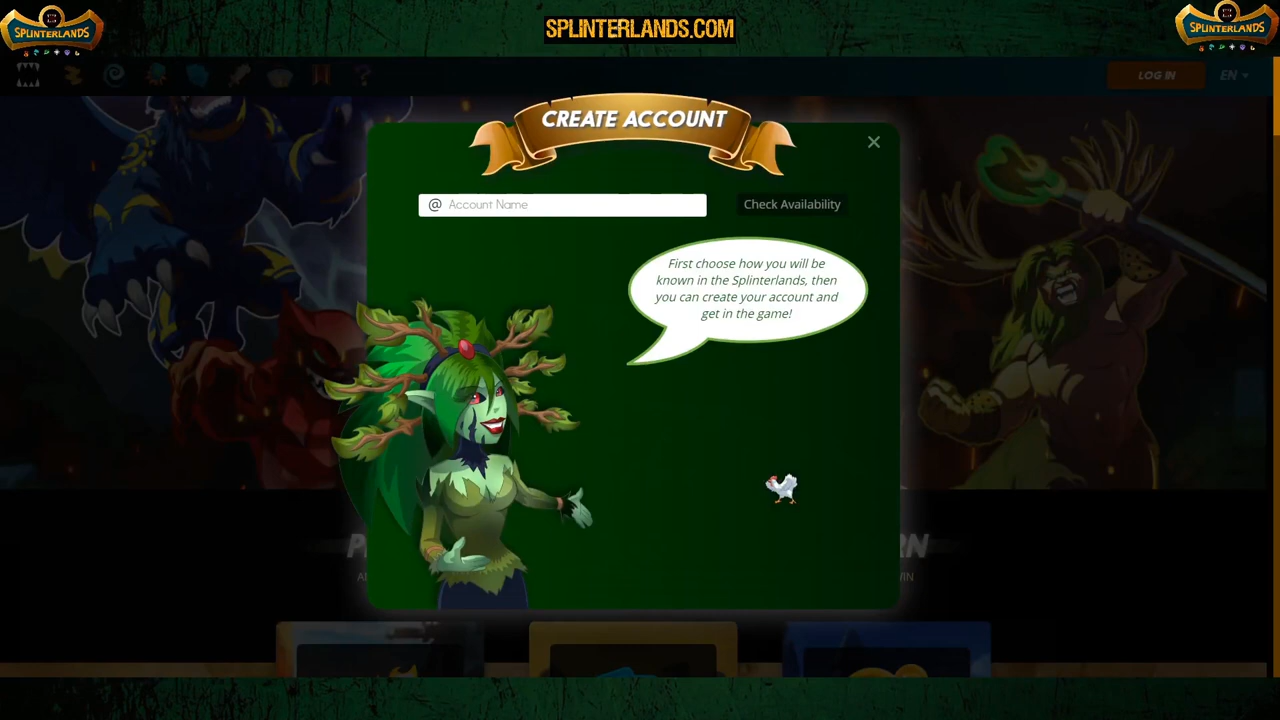 SPLINTERLANDS
SPLINTERLANDS.COM
SPLINTERLANDS
LOG IN
EN
CREATE ACCOUNT
@ Account Name
Check Availability
First choose how you will be
known in the Splinterlands, then
you can create your account and
get in the game!